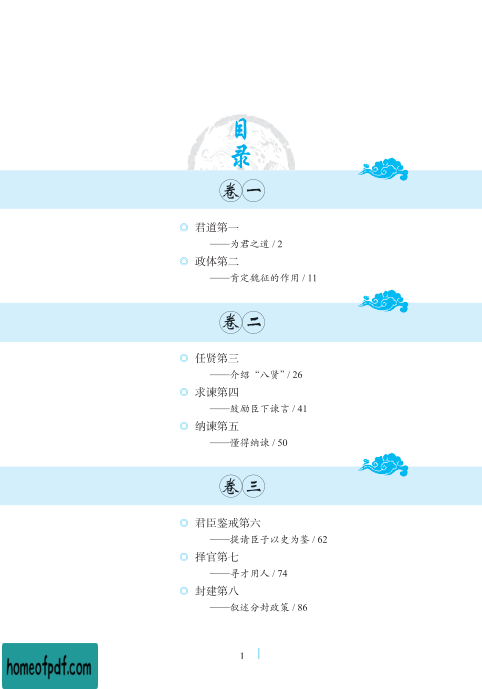 目
录
卷一
君道第一
——为君之道 / 2
政体第二
——肯定魏征的作用 / 11
卷二
任贤第三
——介绍“八贤” / 26
求谏第四
——鼓励臣下谏言 / 41
纳谏第五
——懂得纳谏 / 50
卷三
君臣鉴戒第六
——提请臣子以史为鉴 / 62
择官第七
——寻才用人 / 74
封建第八
——叙述分封政策 / 86
1
homeofpdf.com